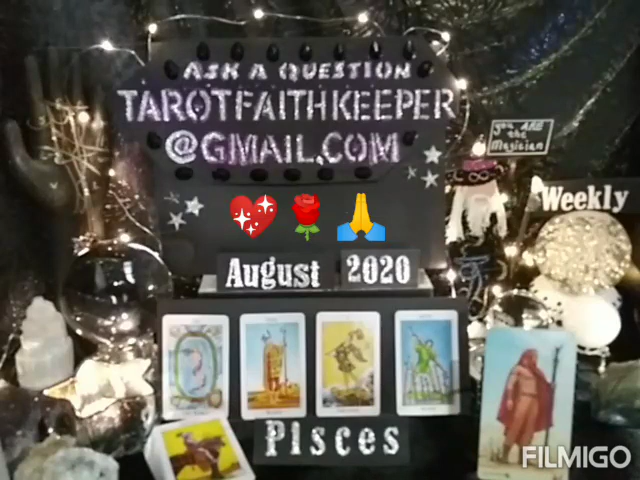 ASK A QUESTION
TAROTFAITHKEEPER
@GMAIL.COM
you ARE
the
Magician
Weekly
August 2020
Pisces
FILMIGO